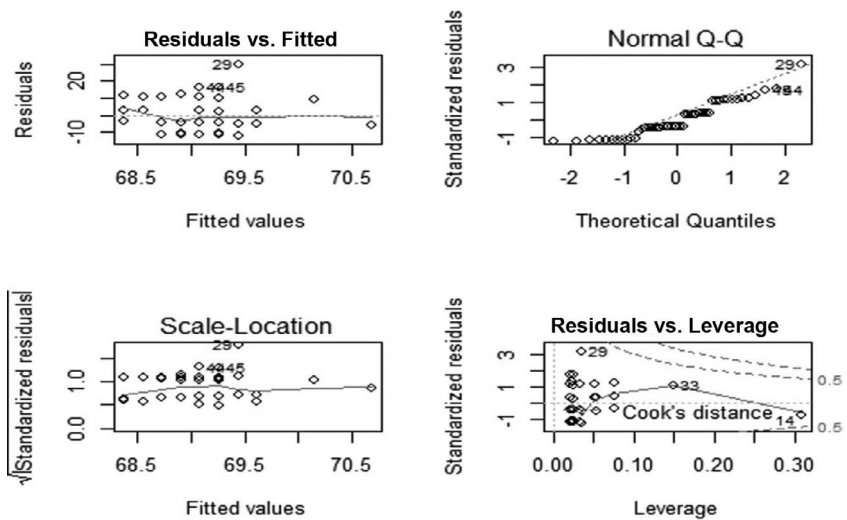 Residuals vs. Fitted
Residuals
20
-10
29
4445
68.5 69.5 70.5
Fitted values
Normal Q-Q
Standardized residuals
3
1
-1
29
-2 -1 0 1 2
Theoretical Quantiles
Scale-Location
√|Standardized residuals|
1.0
0.0
29
4445
68.5 69.5 70.5
Fitted values
Residuals vs. Leverage
Standardized residuals
3
1
-1
29
33
14
0.5
0.5
Cook's distance
0.00 0.10 0.20 0.30
Leverage